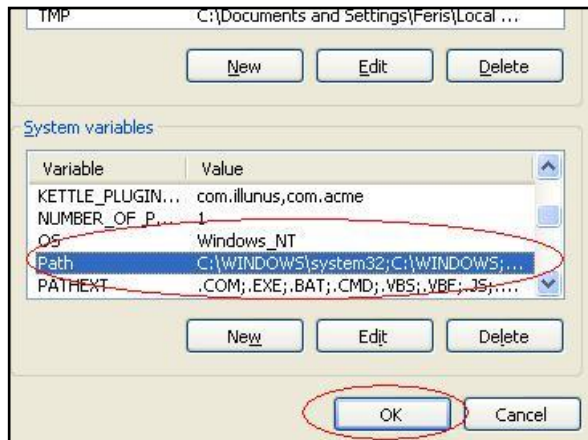 TMP C:\Documents and Settings\Feris\Local ...
New Edit Delete
System variables
Variable Value
KETTLE_PLUGIN... com.illunus,com.acme
NUMBER_OF_P... 1
OS Windows_NT
Path C:\WINDOWS\system32;C:\WINDOWS;...
PATHEXT .COM;.EXE;.BAT;.CMD;.VBS;.VBE;.JS;....
New Edit Delete
OK Cancel